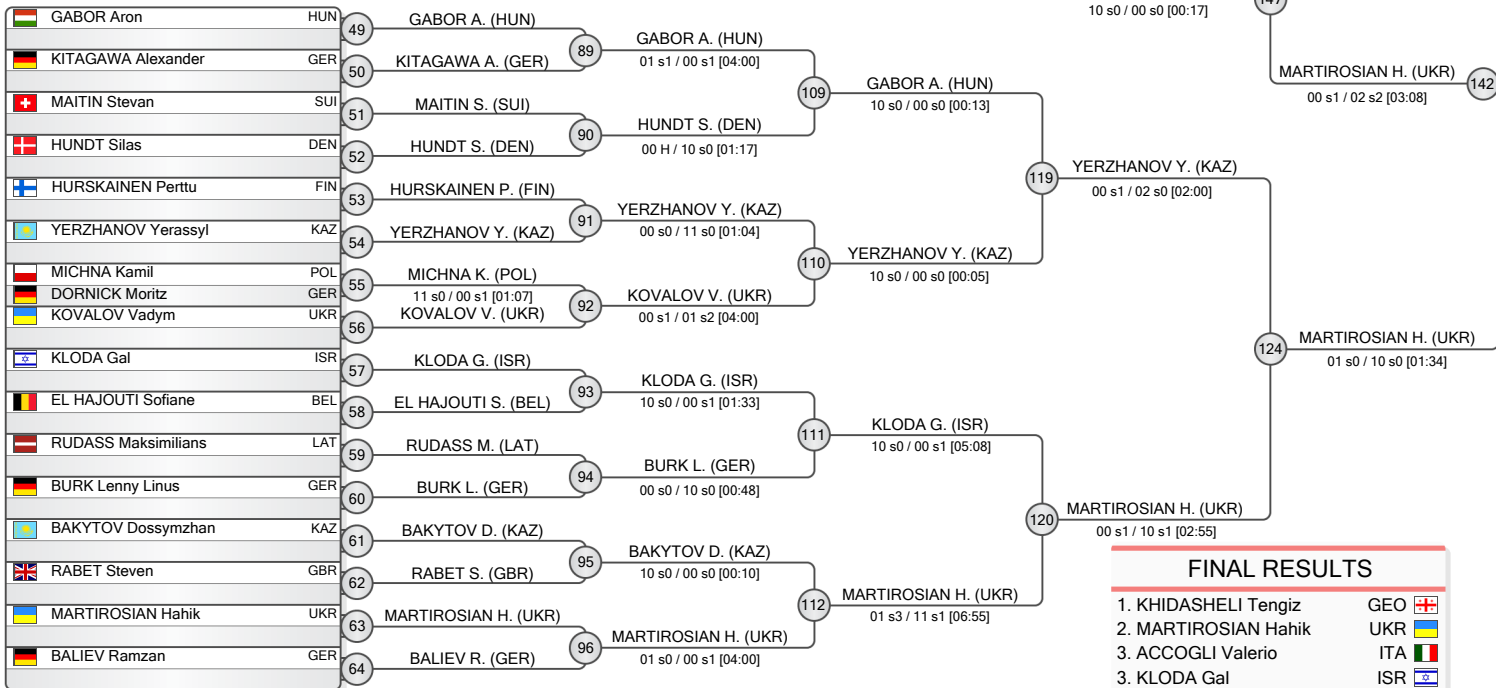 GABOR Aron HUN
KITAGAWA Alexander GER
MAITIN Stevan SUI
HUNDT Silas DEN
HURSKAINEN Perttu FIN
YERZHANOV Yerassyl KAZ
MICHNA Kamil POL
DORNICK Moritz GER
KOVALOV Vadym UKR
KLODA Gal ISR
EL HAJOUTI Sofiane BEL
RUDASS Maksimilians LAT
BURK Lenny Linus GER
BAKYTOV Dossymzhan KAZ
RABET Steven GBR
MARTIROSIAN Hahik UKR
BALIEV Ramzan GER
49
50
51
52
53
54
55
56
57
58
59
60
61
62
63
64
GABOR A. (HUN)
KITAGAWA A. (GER)
MAITIN S. (SUI)
HUNDT S. (DEN)
HURSKAINEN P. (FIN)
YERZHANOV Y. (KAZ)
MICHNA K. (POL)
11 s0 / 00 s1 [01:07]
KOVALOV V. (UKR)
KLODA G. (ISR)
EL HAJOUTI S. (BEL)
RUDASS M. (LAT)
BURK L. (GER)
BAKYTOV D. (KAZ)
RABET S. (GBR)
MARTIROSIAN H. (UKR)
BALIEV R. (GER)
89
90
91
92
93
94
95
96
GABOR A. (HUN)
01 s1 / 00 s1 [04:00]
HUNDT S. (DEN)
00 H / 10 s0 [01:17]
YERZHANOV Y. (KAZ)
00 s0 / 11 s0 [01:04]
KOVALOV V. (UKR)
00 s1 / 01 s2 [04:00]
KLODA G. (ISR)
10 s0 / 00 s1 [01:33]
BURK L. (GER)
00 s0 / 10 s0 [00:48]
BAKYTOV D. (KAZ)
10 s0 / 00 s0 [00:10]
MARTIROSIAN H. (UKR)
01 s0 / 00 s1 [04:00]
109
110
111
112
GABOR A. (HUN)
10 s0 / 00 s0 [00:13]
YERZHANOV Y. (KAZ)
10 s0 / 00 s0 [00:05]
KLODA G. (ISR)
10 s0 / 00 s1 [05:08]
MARTIROSIAN H. (UKR)
01 s3 / 11 s1 [06:55]
119
120
YERZHANOV Y. (KAZ)
00 s1 / 02 s0 [02:00]
MARTIROSIAN H. (UKR)
00 s1 / 10 s1 [02:55]
124
MARTIROSIAN H. (UKR)
01 s0 / 10 s0 [01:34]
10 s0 / 00 s0 [00:17]
MARTIROSIAN H. (UKR)
00 s1 / 02 s2 [03:08]
142
FINAL RESULTS
1. KHIDASHELI Tengiz GEO
2. MARTIROSIAN Hahik UKR
3. ACCOGLI Valerio ITA
3. KLODA Gal ISR